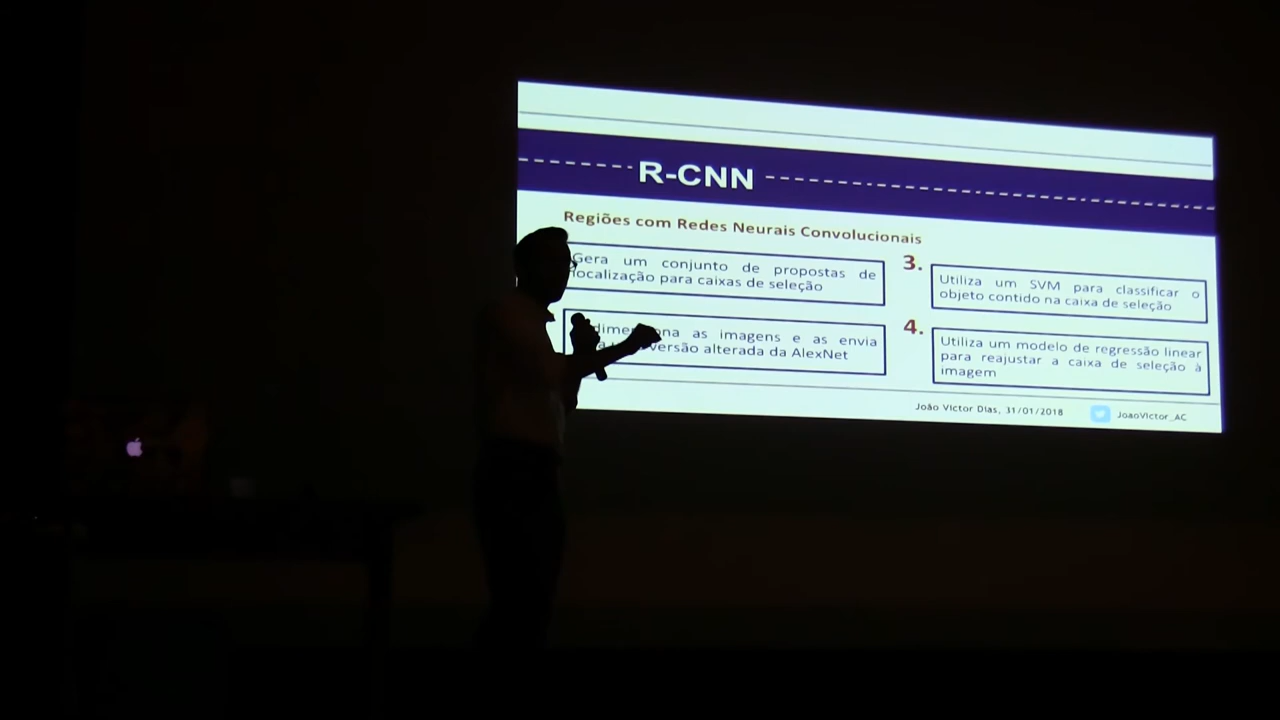 R-CNN
Regiões com Redes Neurais Convolucionais
Gera um conjunto de propostas de
localização para caixas de seleção
as imagens e as envia
versão alterada da AlexNet
3.
Utiliza um SVM para classificar o
objeto contido na caixa de seleção
4.
Utiliza um modelo de regressão linear
para reajustar a caixa de seleção à
imagem
João Victor Dias, 31/01/2018
JoaoVictor_AC